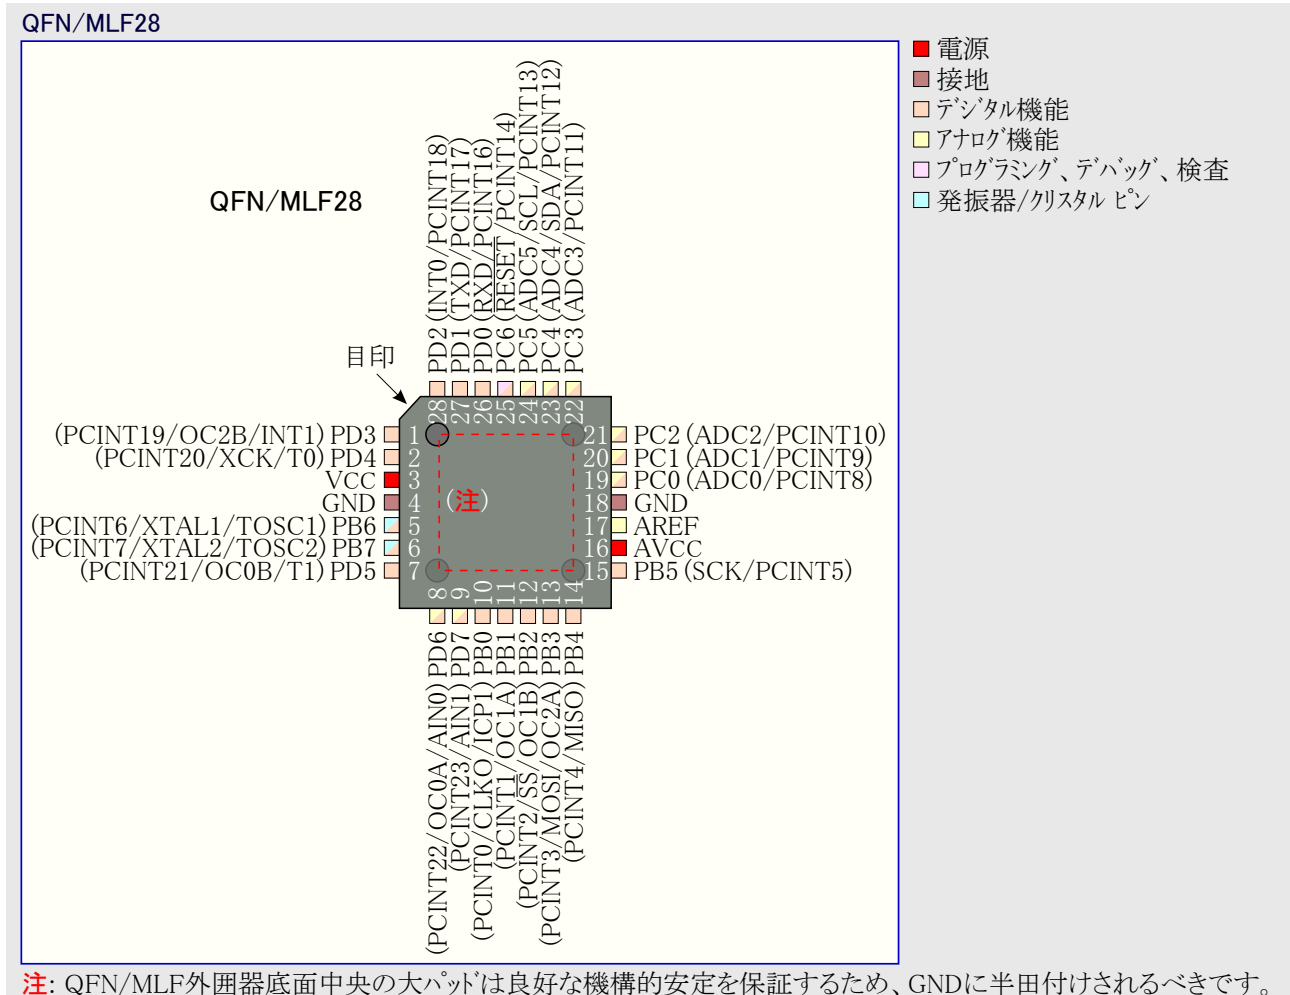 QFN/MLF28
QFN/MLF28
目印
PD2 (INT0/PCINT18)
PD1 (TXD/PCINT17)
PD0 (RXD/PCINT16)
PC6 (RESET/PCINT14)
PC5 (ADC5/SCL/PCINT13)
PC4 (ADC4/SDA/PCINT12)
PC3 (ADC3/PCINT11)
28
27
26
25
24
23
22
(PCINT19/OC2B/INT1) PD3 1
(PCINT20/XCK/T0) PD4 2
VCC 3
GND 4
(PCINT6/XTAL1/TOSC1) PB6 5
(PCINT7/XTAL2/TOSC2) PB7 6
(PCINT21/OC0B/T1) PD5 7
(注)
21 PC2 (ADC2/PCINT10)
20 PC1 (ADC1/PCINT9)
19 PC0 (ADC0/PCINT8)
18 GND
17 AREF
16 AVCC
15 PB5 (SCK/PCINT5)
8
9
10
11
12
13
14
(PCINT22/OC0A/AIN0) PD6
(PCINT23/AIN1) PD7
(PCINT0/CLKO/ICP1) PB0
(PCINT1/OC1A) PB1
(PCINT2/SS/OC1B) PB2
(PCINT3/MOSI/OC2A) PB3
(PCINT4/MISO) PB4
電源
接地
ﾃﾞｼﾞﾀﾙ機能
ｱﾅﾛｸﾞ機能
ﾌﾟﾛｸﾞﾗﾐﾝｸﾞ、ﾃﾞﾊﾞｯｸﾞ、検査
発振器/ｸﾘｽﾀﾙ ﾋﾟﾝ
注: QFN/MLF外囲器底面中央の大ﾊﾟｯﾄﾞは良好な機構的安定を保証するため、GNDに半田付けされるべきです。